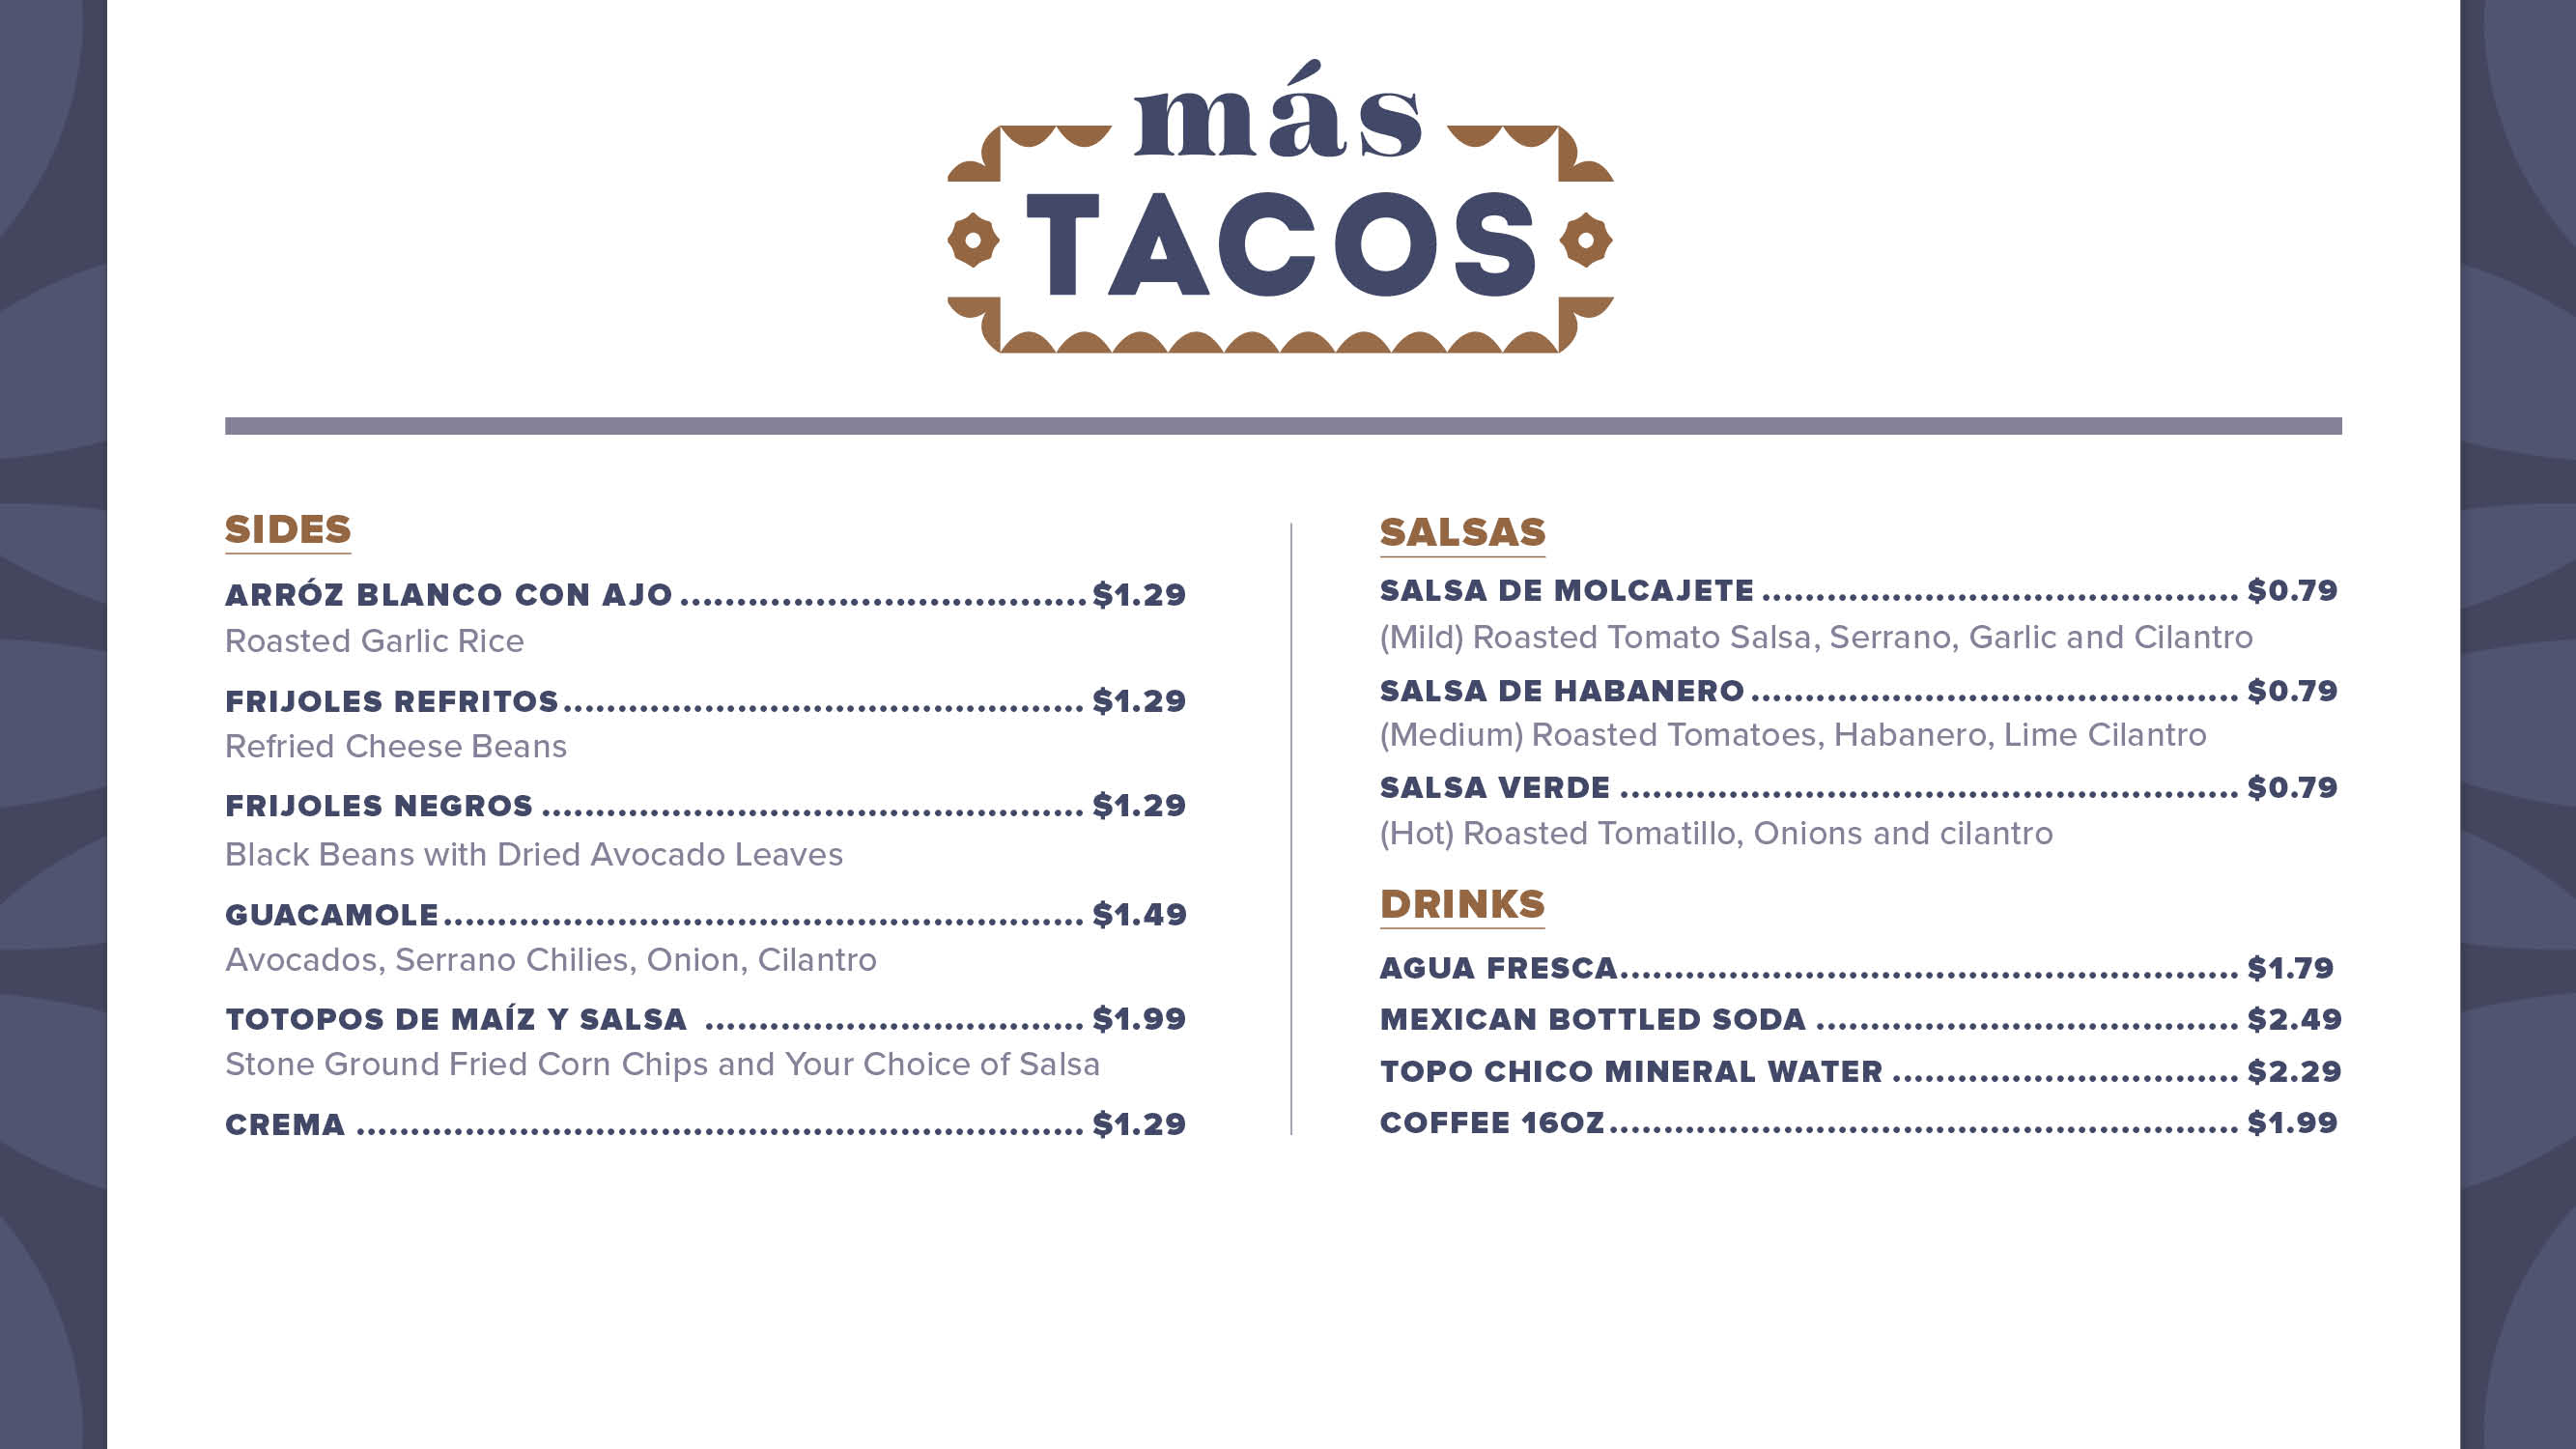 más
TACOS
SIDES
ARRÓZ BLANCO CON AJO ..................................... $1.29
Roasted Garlic Rice
FRIJOLES REFRITOS................................................ $1.29
Refried Cheese Beans
FRIJOLES NEGROS .................................................. $1.29
Black Beans with Dried Avocado Leaves
GUACAMOLE........................................................... $1.49
Avocados, Serrano Chilies, Onion, Cilantro
TOTOPOS DE MAÍZ Y SALSA ................................... $1.99
Stone Ground Fried Corn Chips and Your Choice of Salsa
CREMA ................................................................... $1.29
SALSAS
SALSA DE MOLCAJETE ............................................ $0.79
(Mild) Roasted Tomato Salsa, Serrano, Garlic and Cilantro
SALSA DE HABANERO ............................................. $0.79
(Medium) Roasted Tomatoes, Habanero, Lime Cilantro
SALSA VERDE ......................................................... $0.79
(Hot) Roasted Tomatillo, Onions and cilantro
DRINKS
AGUA FRESCA......................................................... $1.79
MEXICAN BOTTLED SODA ....................................... $2.49
TOPO CHICO MINERAL WATER ................................ $2.29
COFFEE 16OZ.......................................................... $1.99